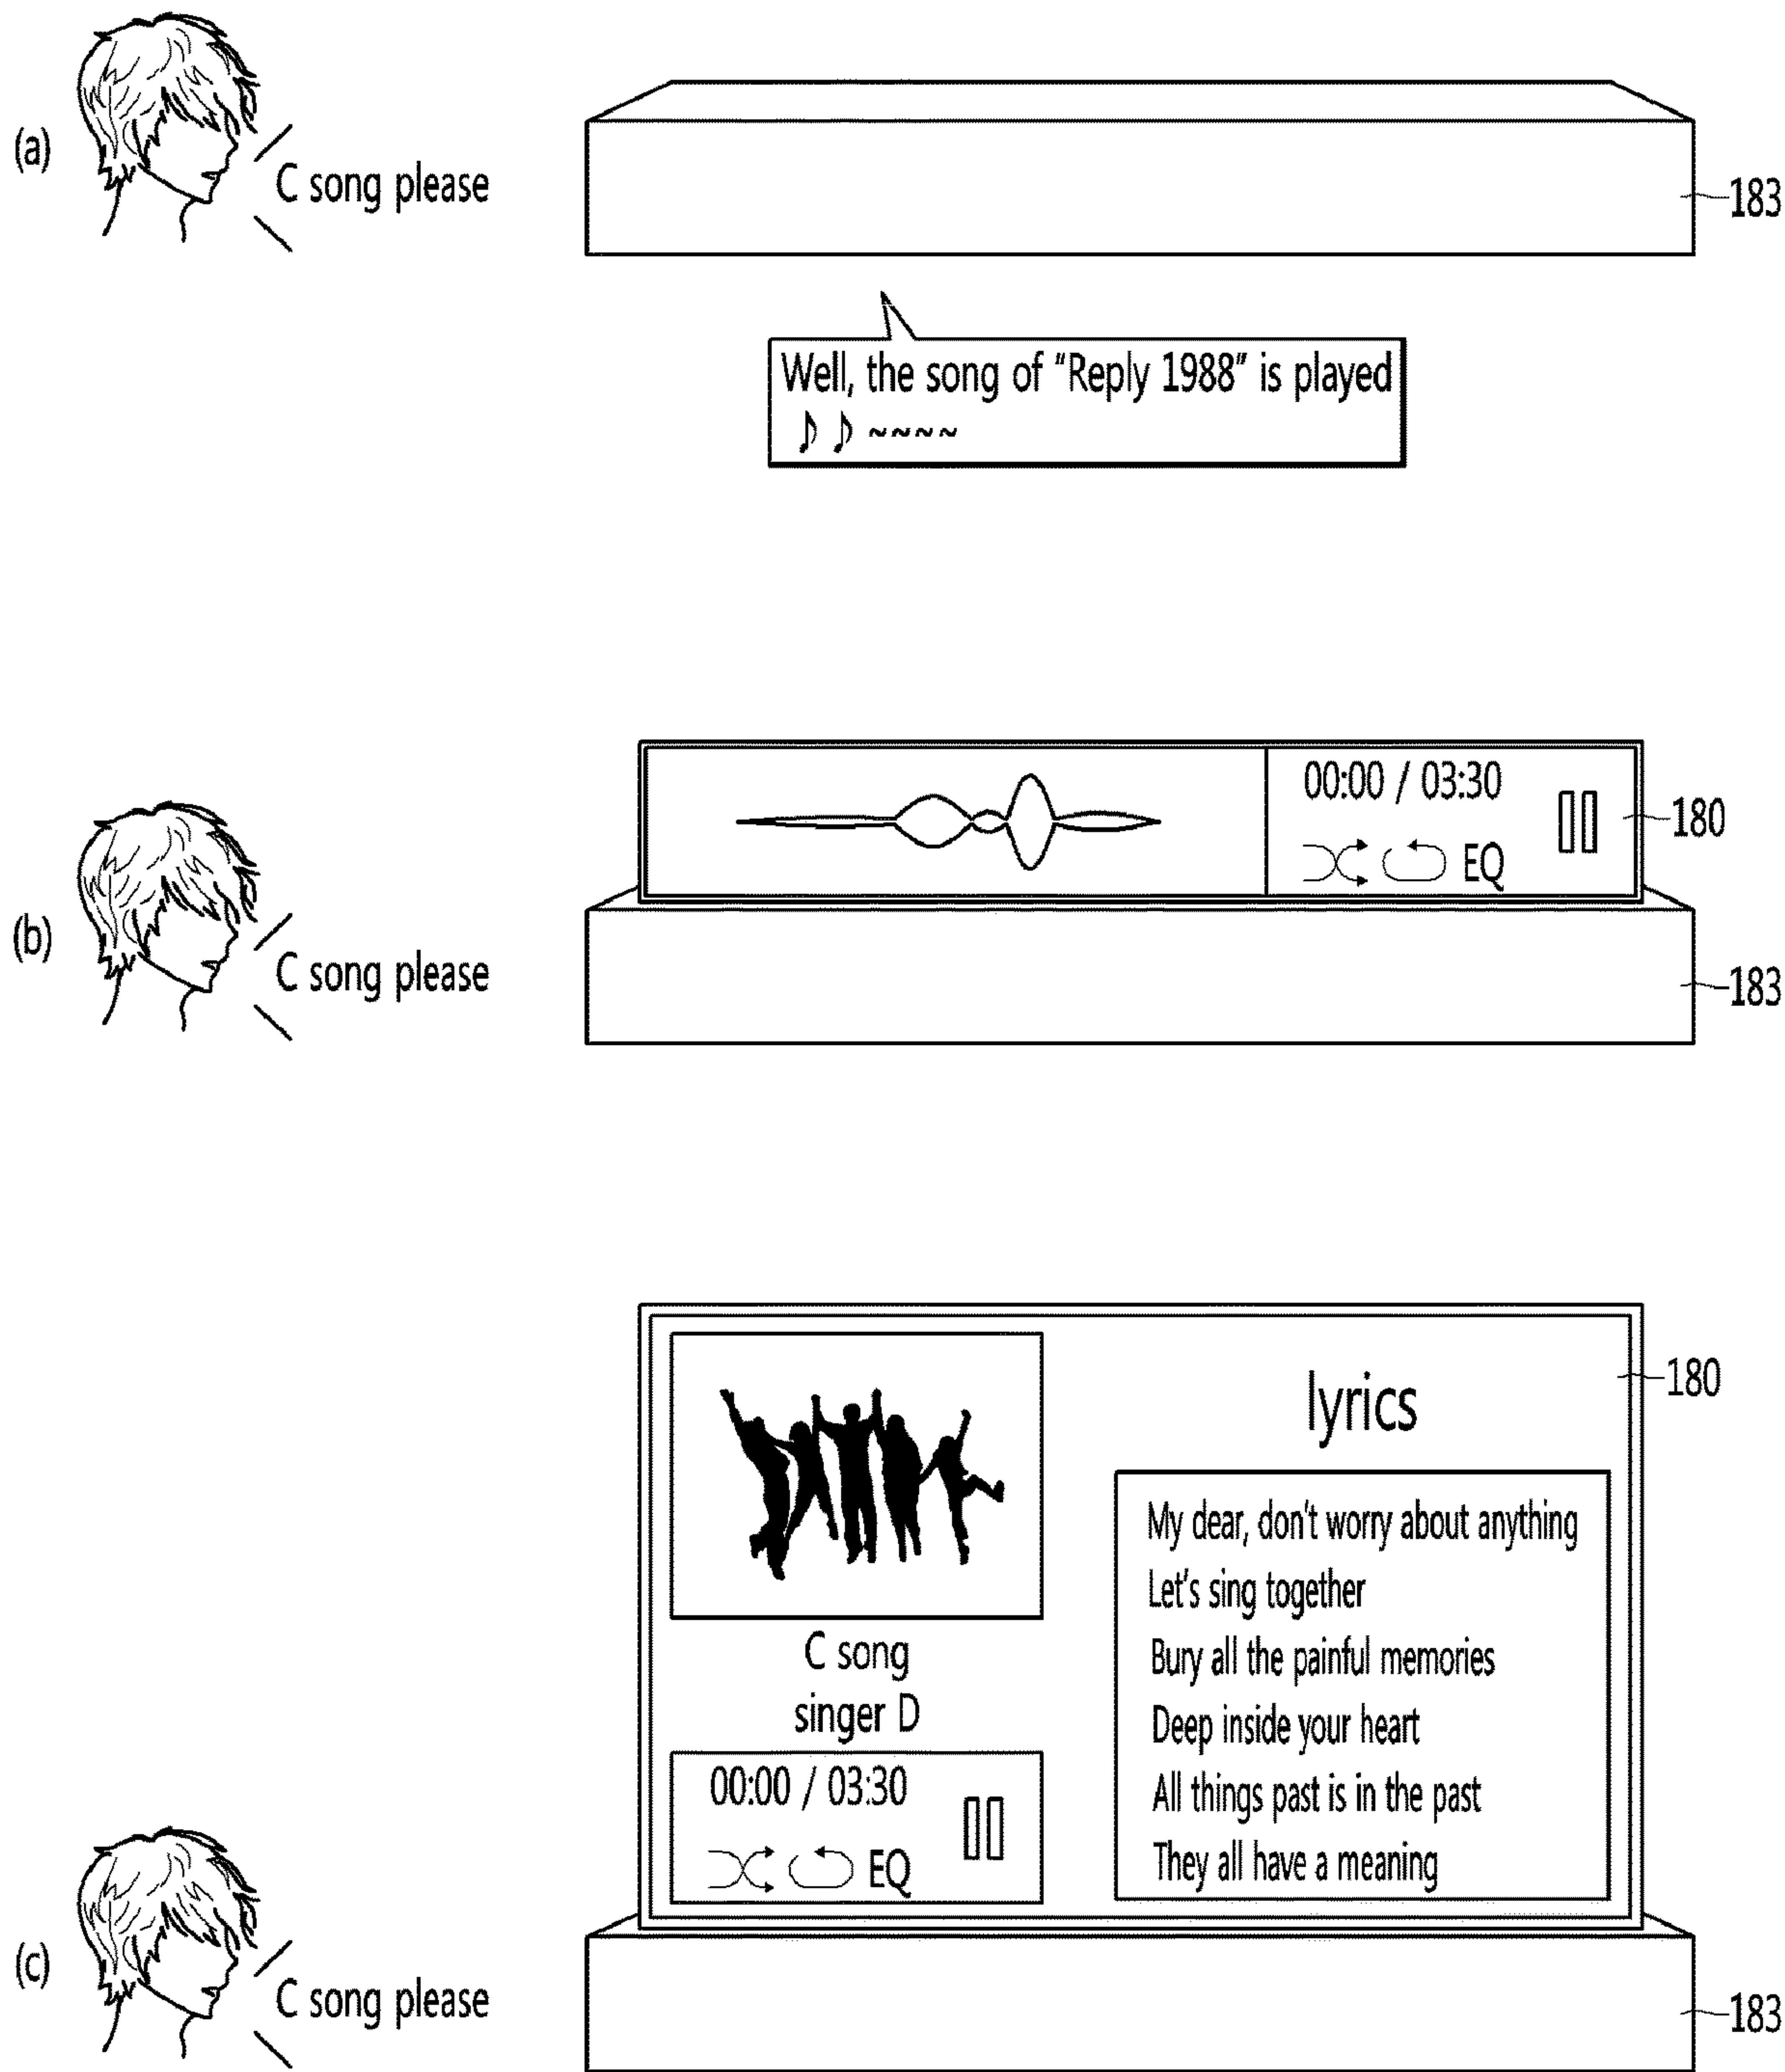 (a)
C song please
183
Well, the song of "Reply 1988" is played
♪ ♪ ~~~~
00:00 / 03:30
EQ
180
(b)
C song please
183
180
lyrics
My dear, don't worry about anything
Let's sing together
Bury all the painful memories
Deep inside your heart
All things past is in the past
They all have a meaning
C song
singer D
00:00 / 03:30
EQ
(c)
C song please
183